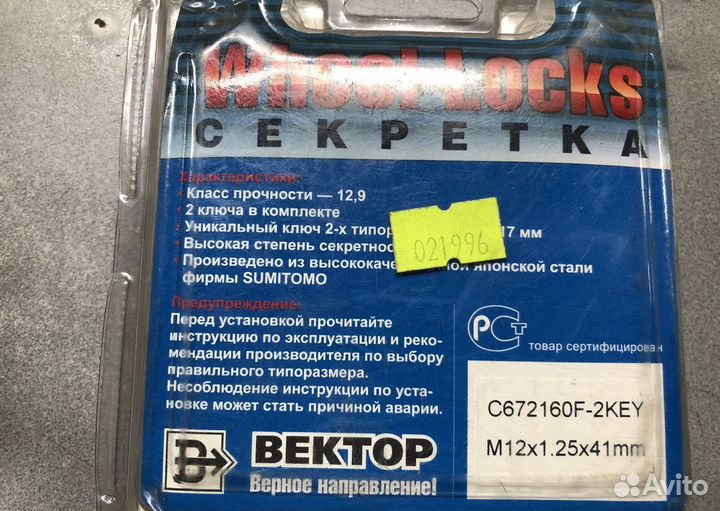 Wheel Locks
СЕКРЕТКА
Характеристики:
• Класс прочности — 12,9
• 2 ключа в комплекте
• Уникальный ключ 2-х типор 17 мм
• Высокая степень секретнос
• Произведено из высококаче ной японской стали
фирмы SUMITOMO
021996
Предупреждение:
Перед установкой прочитайте
инструкцию по эксплуатации и реко-
мендации производителя по выбору
правильного типоразмера.
Несоблюдение инструкции по уста-
новке может стать причиной аварии.
РСТ
товар сертифицирован
C672160F-2KEY
M12x1.25x41mm
ВЕКТОР
Верное направление!
Avito